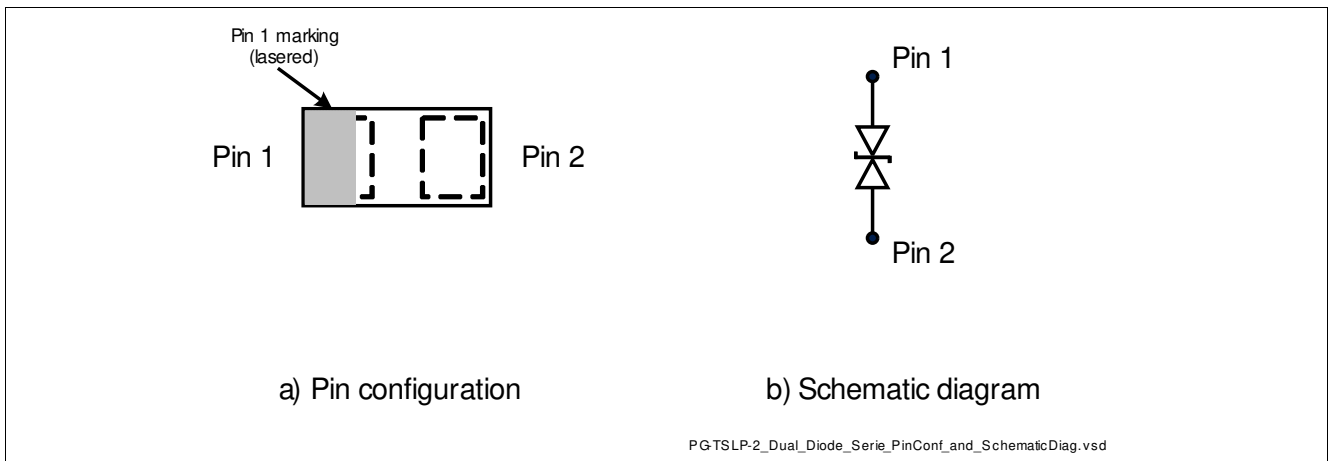 Pin 1 marking
(lasered)
Pin 1
Pin 2
Pin 1
Pin 2
a) Pin configuration
b) Schematic diagram
PG-TSLP-2_Dual_Diode_Serie_PinConf_and_SchematicDiag.vsd